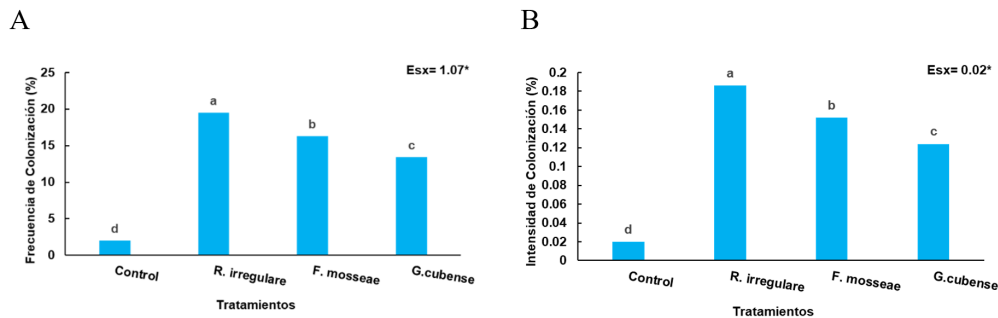 A
Frecuencia de Colonización (%)
25
20
15
10
5
0
Esx= 1.07*
d
a
b
c
Control
R. irregulare
F. mosseae
G.cubense
Tratamientos
B
Intensidad de Colonización (%)
0.2
0.18
0.16
0.14
0.12
0.1
0.08
0.06
0.04
0.02
0
Esx= 0.02*
d
a
b
c
Control
R. irregulare
F. mosseae
G.cubense
Tratamientos